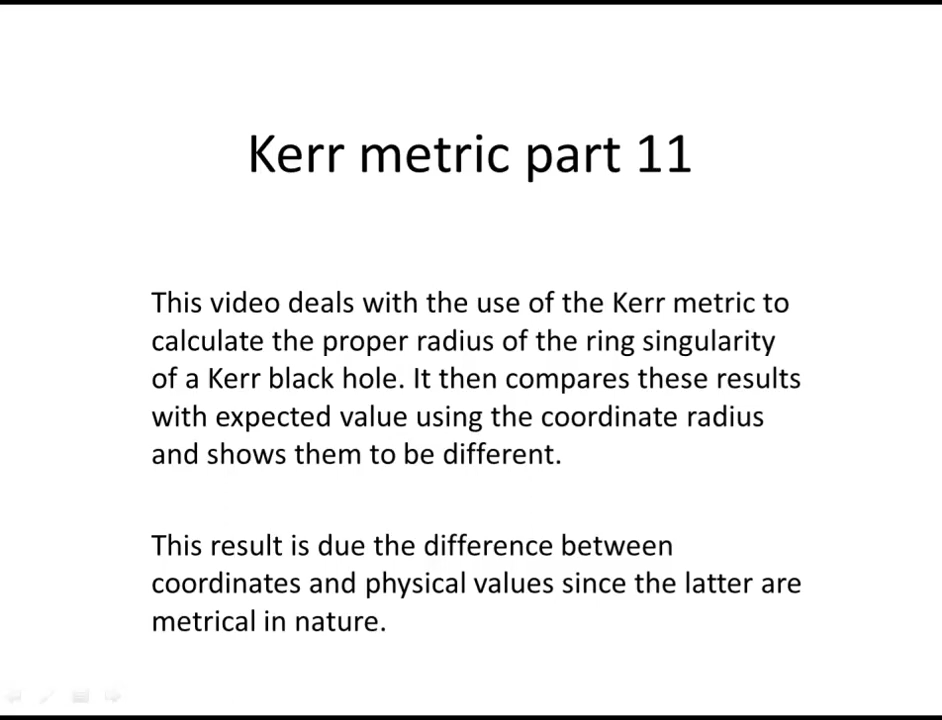 Kerr metric part 11
This video deals with the use of the Kerr metric to
calculate the proper radius of the ring singularity
of a Kerr black hole. It then compares these results
with expected value using the coordinate radius
and shows them to be different.
This result is due the difference between
coordinates and physical values since the latter are
metrical in nature.